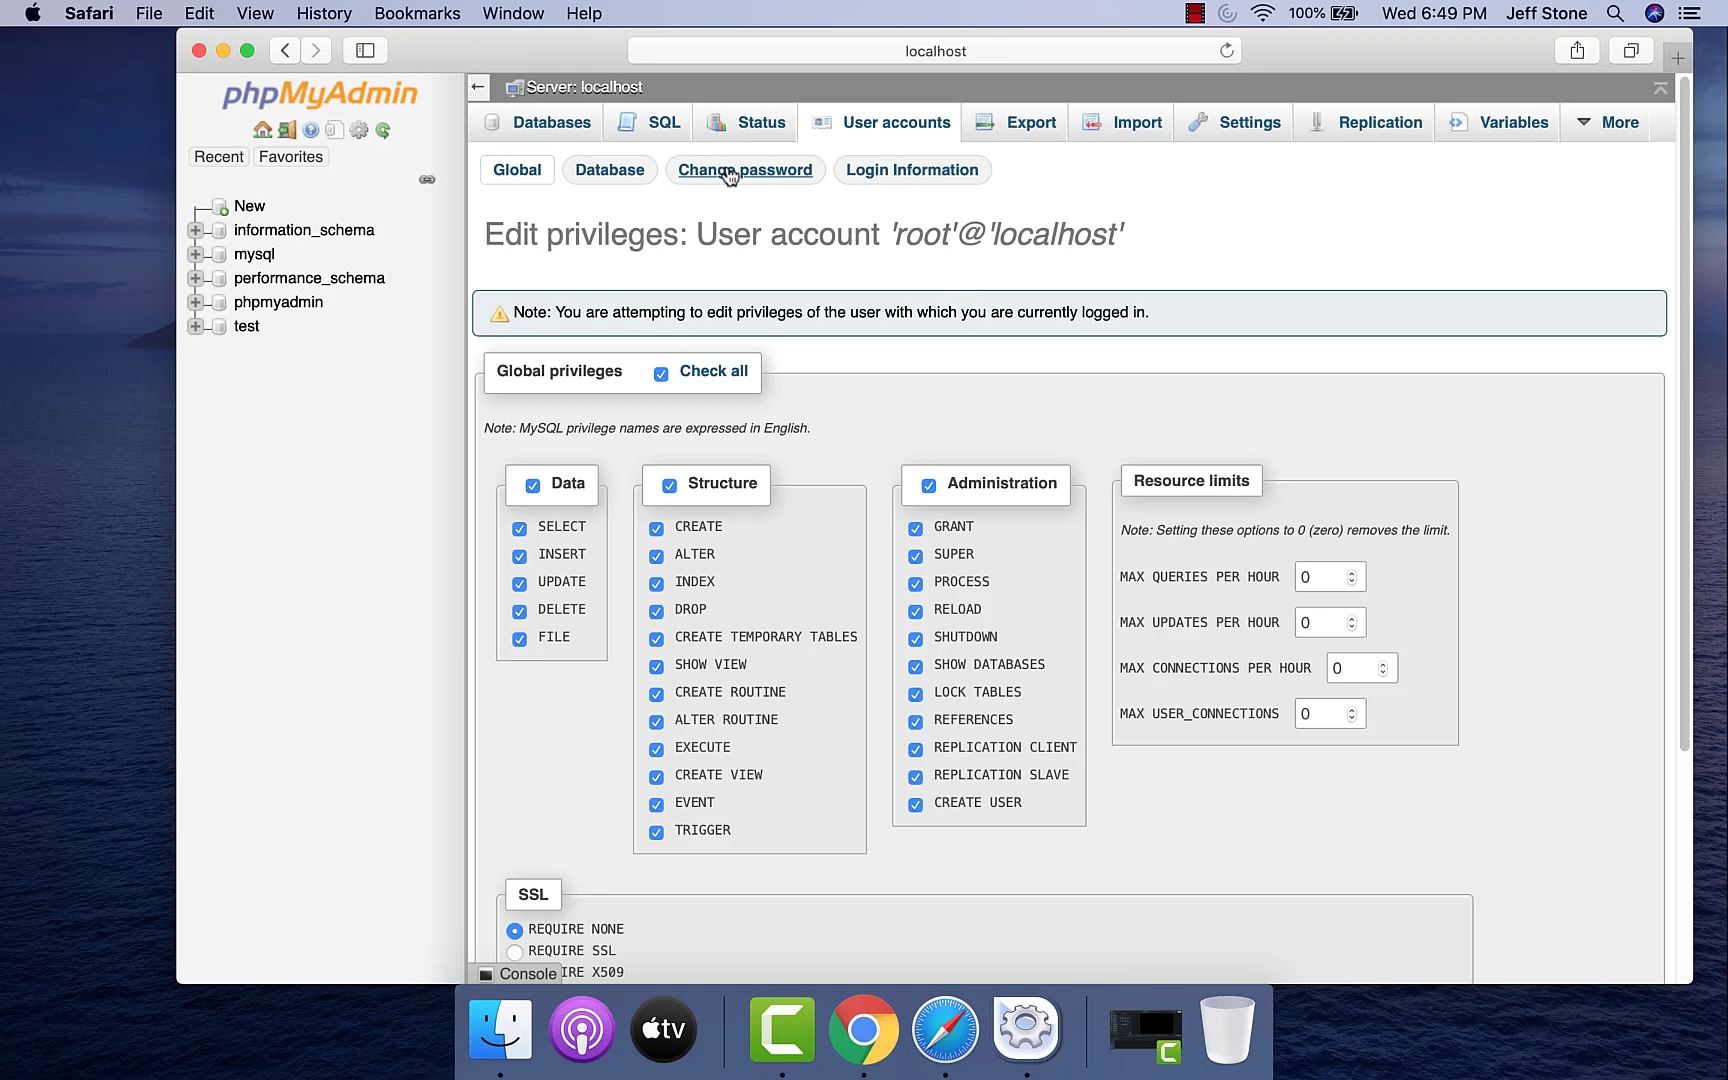 Safari File Edit View History Bookmarks Window Help 100% Wed 6:49 PM Jeff Stone
localhost
phpMyAdmin
Recent Favorites
New
information_schema
mysql
performance_schema
phpmyadmin
test
Server: localhost
Databases SQL Status User accounts Export Import Settings Replication Variables More
Global Database Change password Login Information
Edit privileges: User account 'root'@'localhost'
Note: You are attempting to edit privileges of the user with which you are currently logged in.
Global privileges Check all
Note: MySQL privilege names are expressed in English.
Data
SELECT
INSERT
UPDATE
DELETE
FILE
Structure
CREATE
ALTER
INDEX
DROP
CREATE TEMPORARY TABLES
SHOW VIEW
CREATE ROUTINE
ALTER ROUTINE
EXECUTE
CREATE VIEW
EVENT
TRIGGER
Administration
GRANT
SUPER
PROCESS
RELOAD
SHUTDOWN
SHOW DATABASES
LOCK TABLES
REFERENCES
REPLICATION CLIENT
REPLICATION SLAVE
CREATE USER
Resource limits
Note: Setting these options to 0 (zero) removes the limit.
MAX QUERIES PER HOUR 0
MAX UPDATES PER HOUR 0
MAX CONNECTIONS PER HOUR 0
MAX USER_CONNECTIONS 0
SSL
REQUIRE NONE
REQUIRE SSL
Console IRE X509
tv